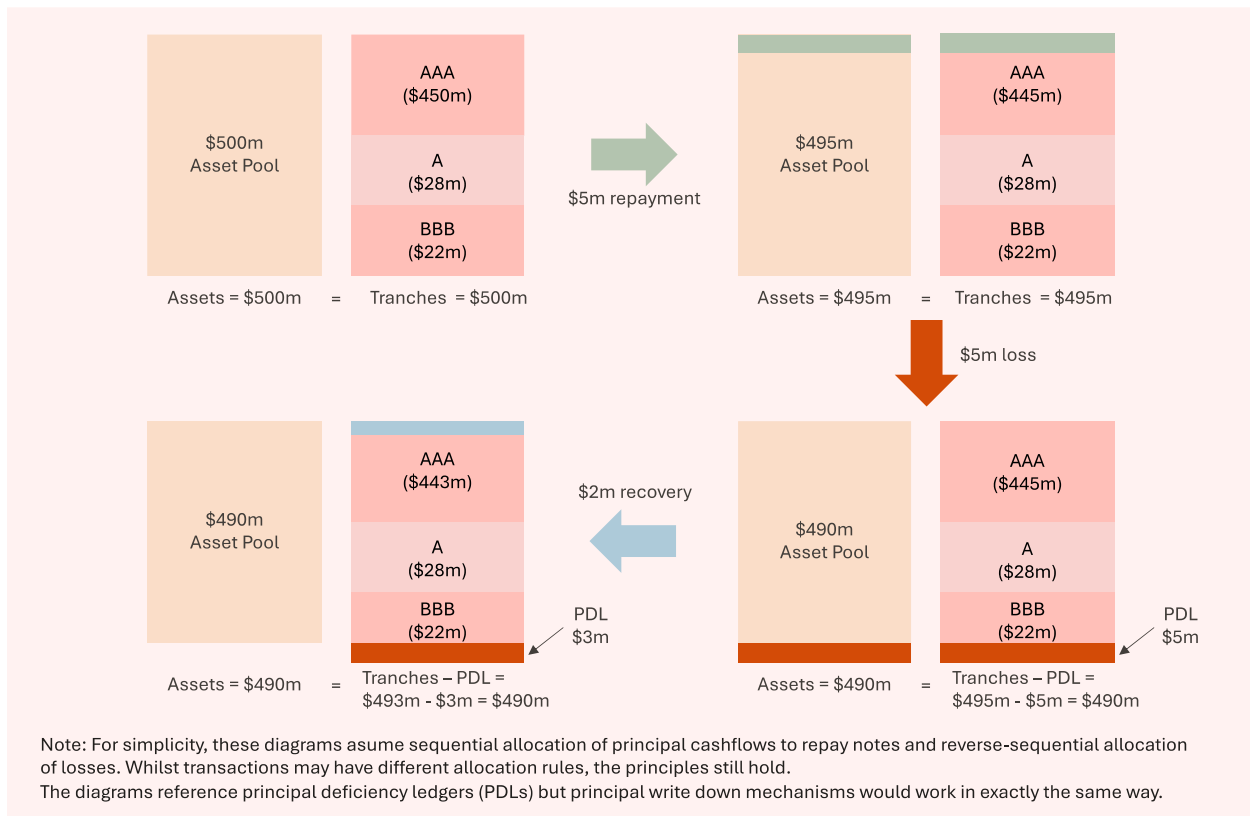 AAA
($450m)
$500m
Asset Pool
A
($28m)
BBB
($22m)
Assets = $500m = Tranches = $500m
$5m repayment
AAA
($445m)
$495m
Asset Pool
A
($28m)
BBB
($22m)
Assets = $495m = Tranches = $495m
$5m loss
AAA
($445m)
$490m
Asset Pool
A
($28m)
BBB
($22m)
PDL
$5m
Assets = $490m = Tranches – PDL =
$495m - $5m = $490m
$2m recovery
AAA
($443m)
$490m
Asset Pool
A
($28m)
BBB
($22m)
PDL
$3m
Assets = $490m = Tranches – PDL =
$493m - $3m = $490m
Note: For simplicity, these diagrams asume sequential allocation of principal cashflows to repay notes and reverse-sequential allocation
of losses. Whilst transactions may have different allocation rules, the principles still hold.
The diagrams reference principal deficiency ledgers (PDLs) but principal write down mechanisms would work in exactly the same way.